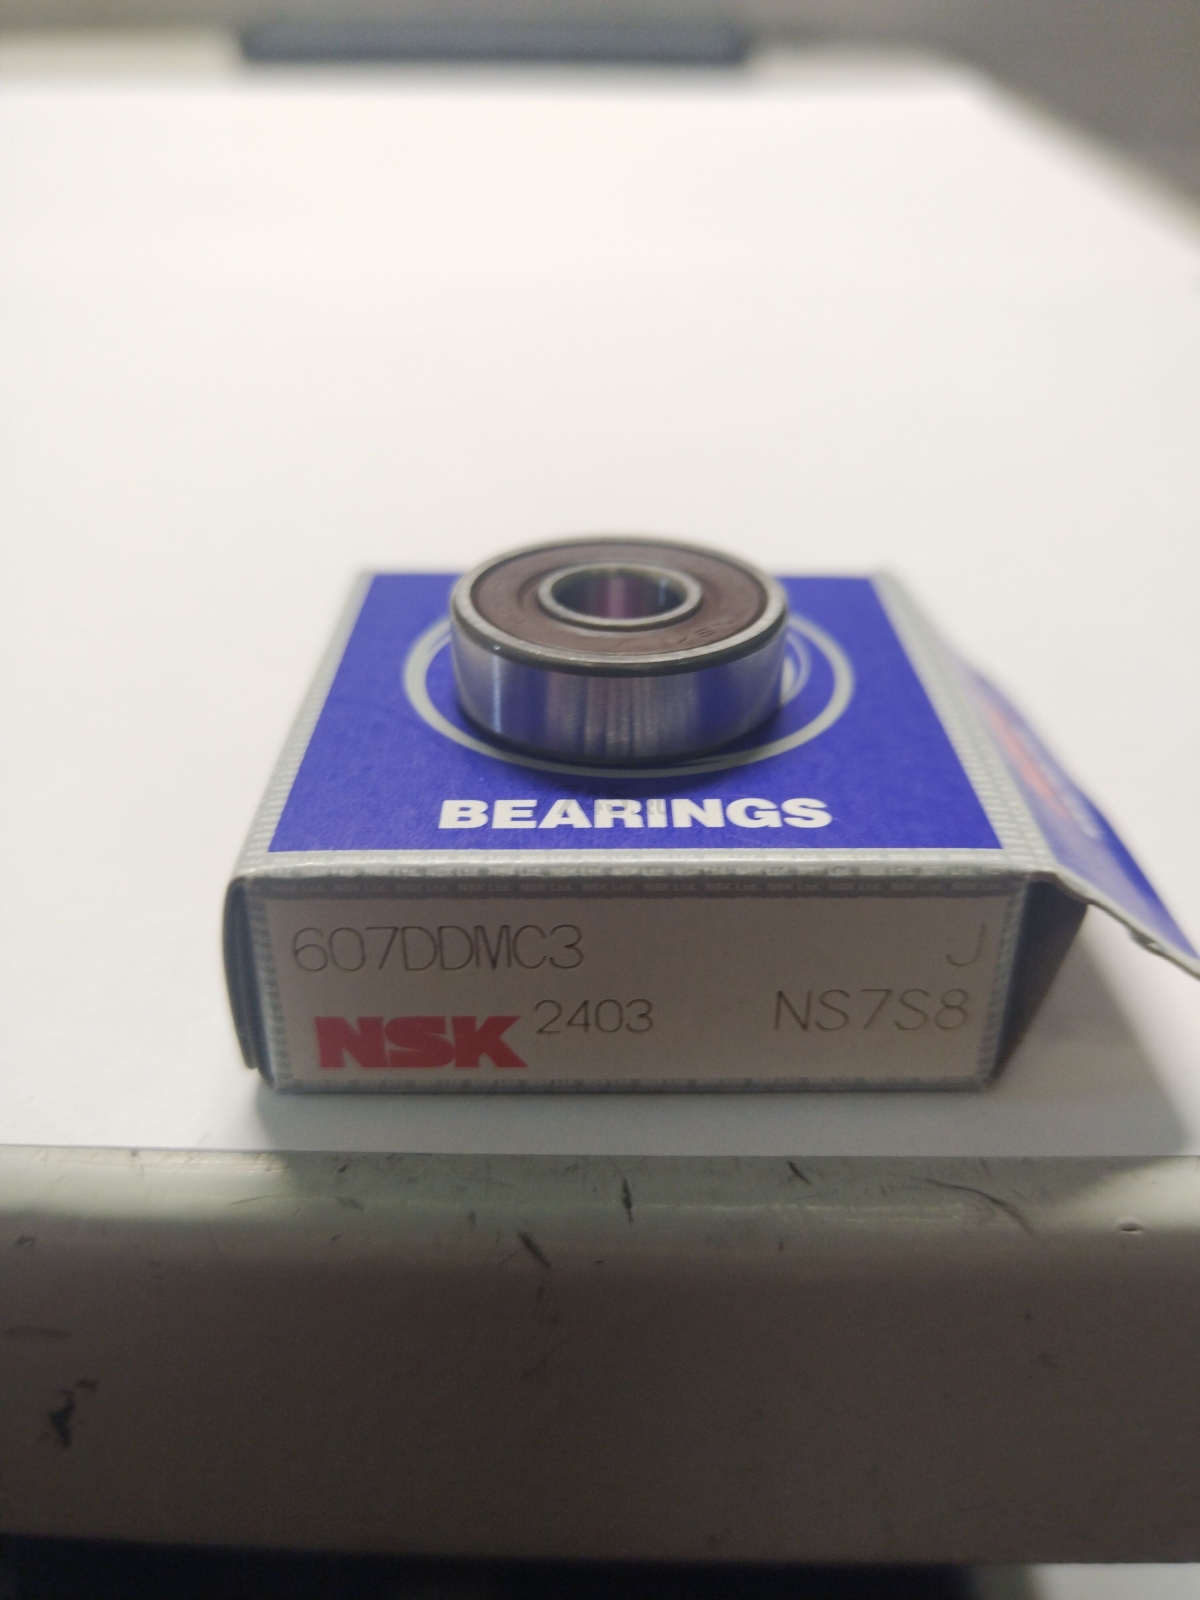 BEARINGS
607DDMC3 J
NSK 2403 NS7S8